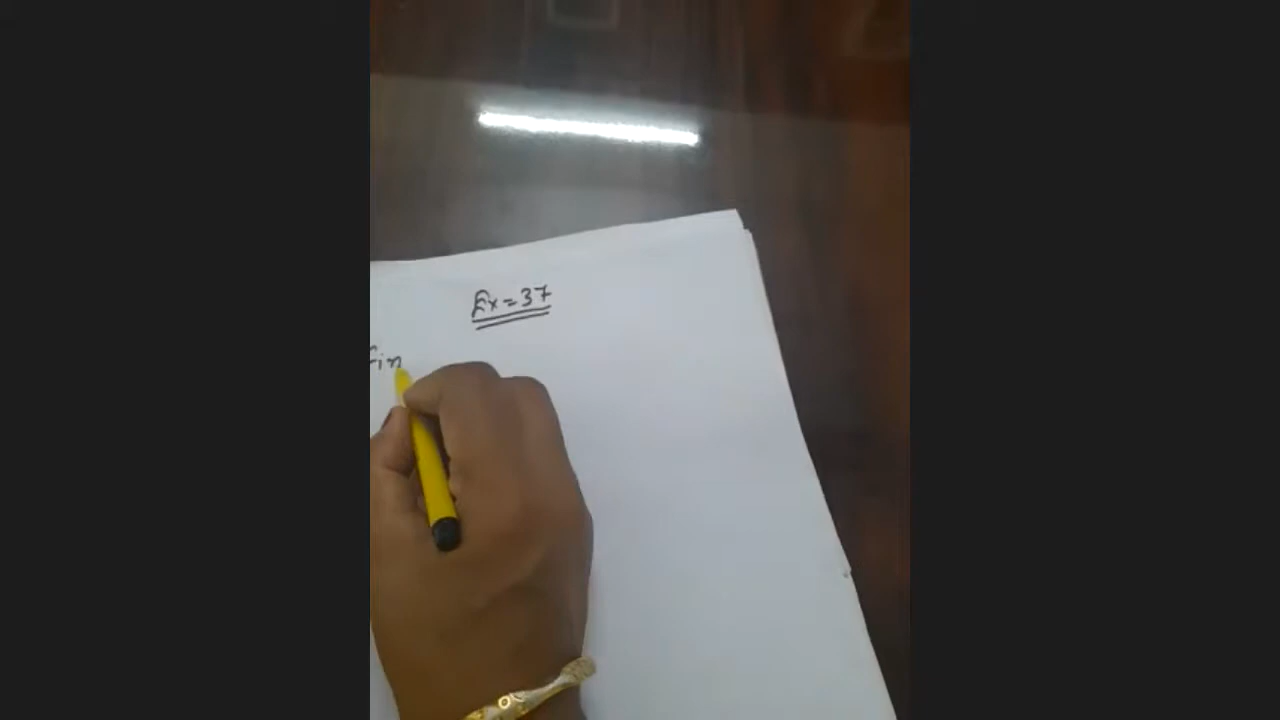 Ex = 37
Fin